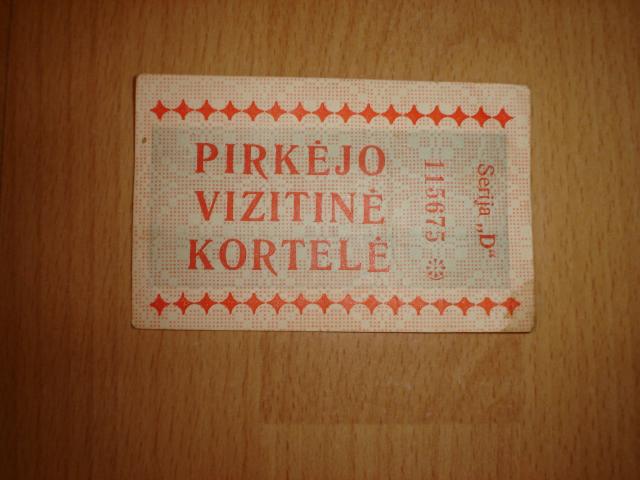 PIRKĖJO
VIZITINĖ
KORTELĖ
Serija „D"
115675 ※